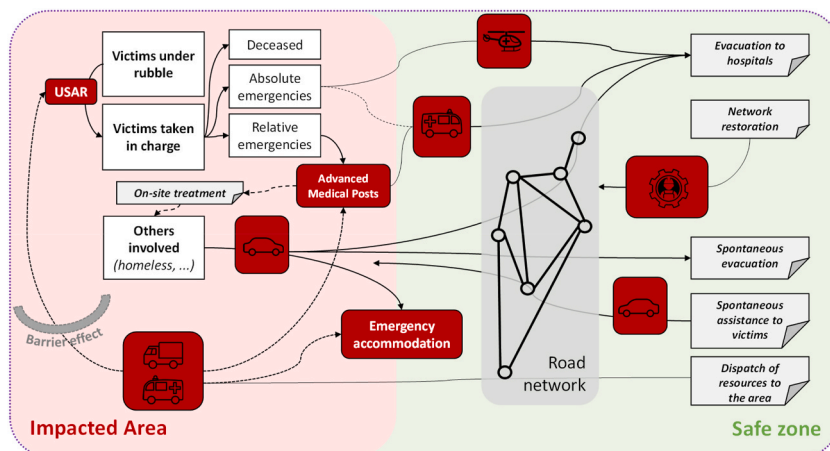 Victims under
rubble
USAR
Victims taken
in charge
Deceased
Absolute
emergencies
Relative
emergencies
Advanced
Medical Posts
On-site treatment
Others
involved
(homeless, ...)
Barrier effect
Emergency
accommodation
Impacted Area
Road
network
Evacuation to
hospitals
Network
restoration
Spontaneous
evacuation
Spontaneous
assistance to
victims
Dispatch of
resources to
the area
Safe zone